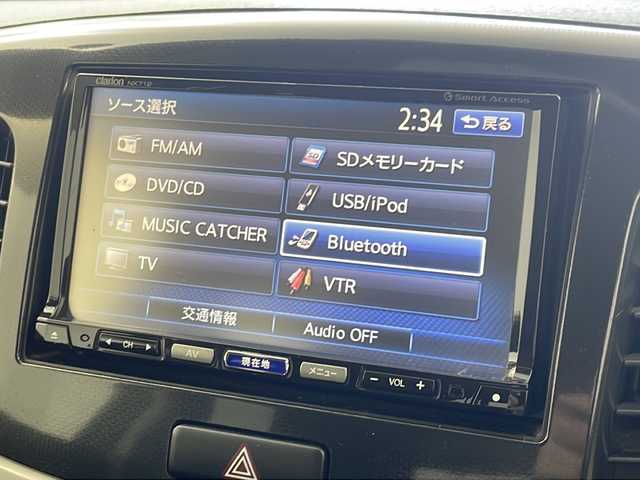 clarion NX712
Smart Access
ソース選択
2:34
戻る
FM/AM
SDメモリーカード
DVD/CD
USB/iPod
MUSIC CATCHER
Bluetooth
TV
VTR
交通情報
Audio OFF
CH
AV
現在地
メニュー
− VOL +